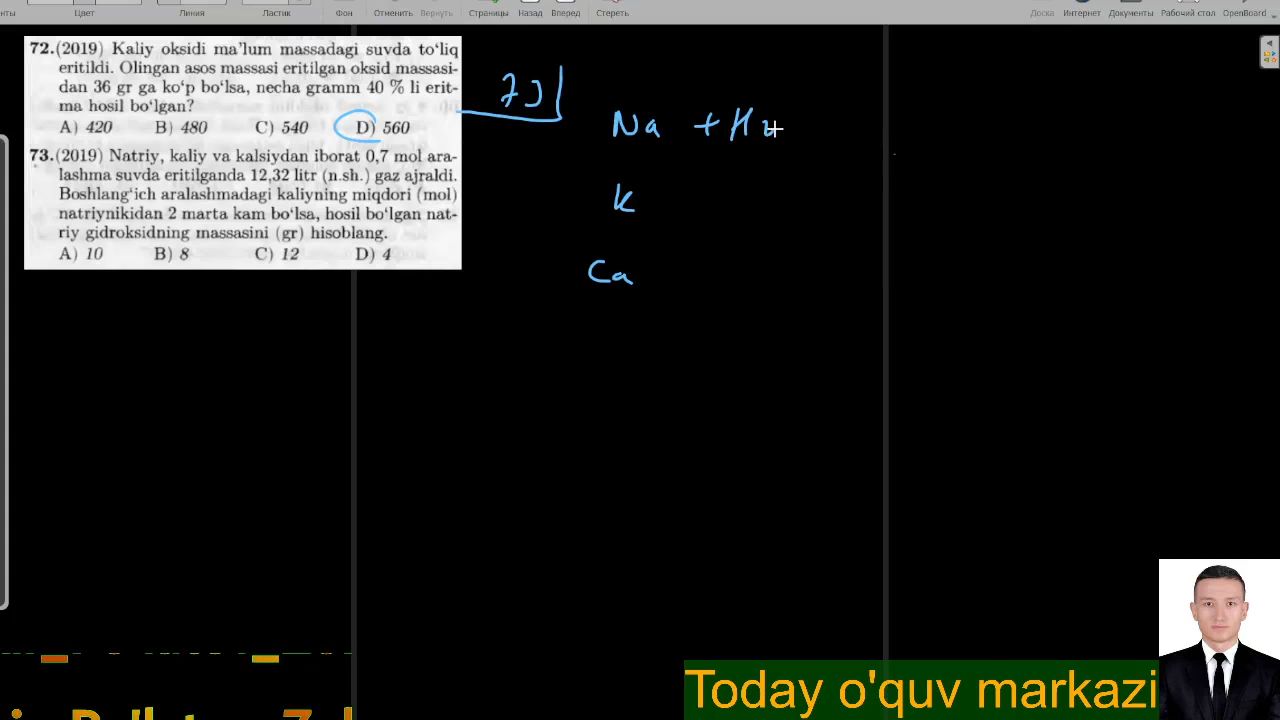 Цвет
Линия
Ластик
Фон
Отменить
Вернуть
Страницы
Назад
Вперед
Стереть
Доска
Интернет
Документы
Рабочий стол
OpenBoard
72.(2019) Kaliy oksidi ma’lum massadagi suvda to‘liq
eritildi. Olingan asos massasi eritilgan oksid massasi-
dan 36 gr ga ko‘p bo‘lsa, necha gramm 40 % li erit-
ma hosil bo‘lgan?
A) 420 B) 480 C) 540 D) 560
73.(2019) Natriy, kaliy va kalsiydan iborat 0,7 mol ara-
lashma suvda eritilganda 12,32 litr (n.sh.) gaz ajraldi.
Boshlang‘ich aralashmadagi kaliyning miqdori (mol)
natriynikidan 2 marta kam bo‘lsa, hosil bo‘lgan nat-
riy gidroksidning massasini (gr) hisoblang.
A) 10 B) 8 C) 12 D) 4
Na + H
K
Ca
Today o'quv markazi